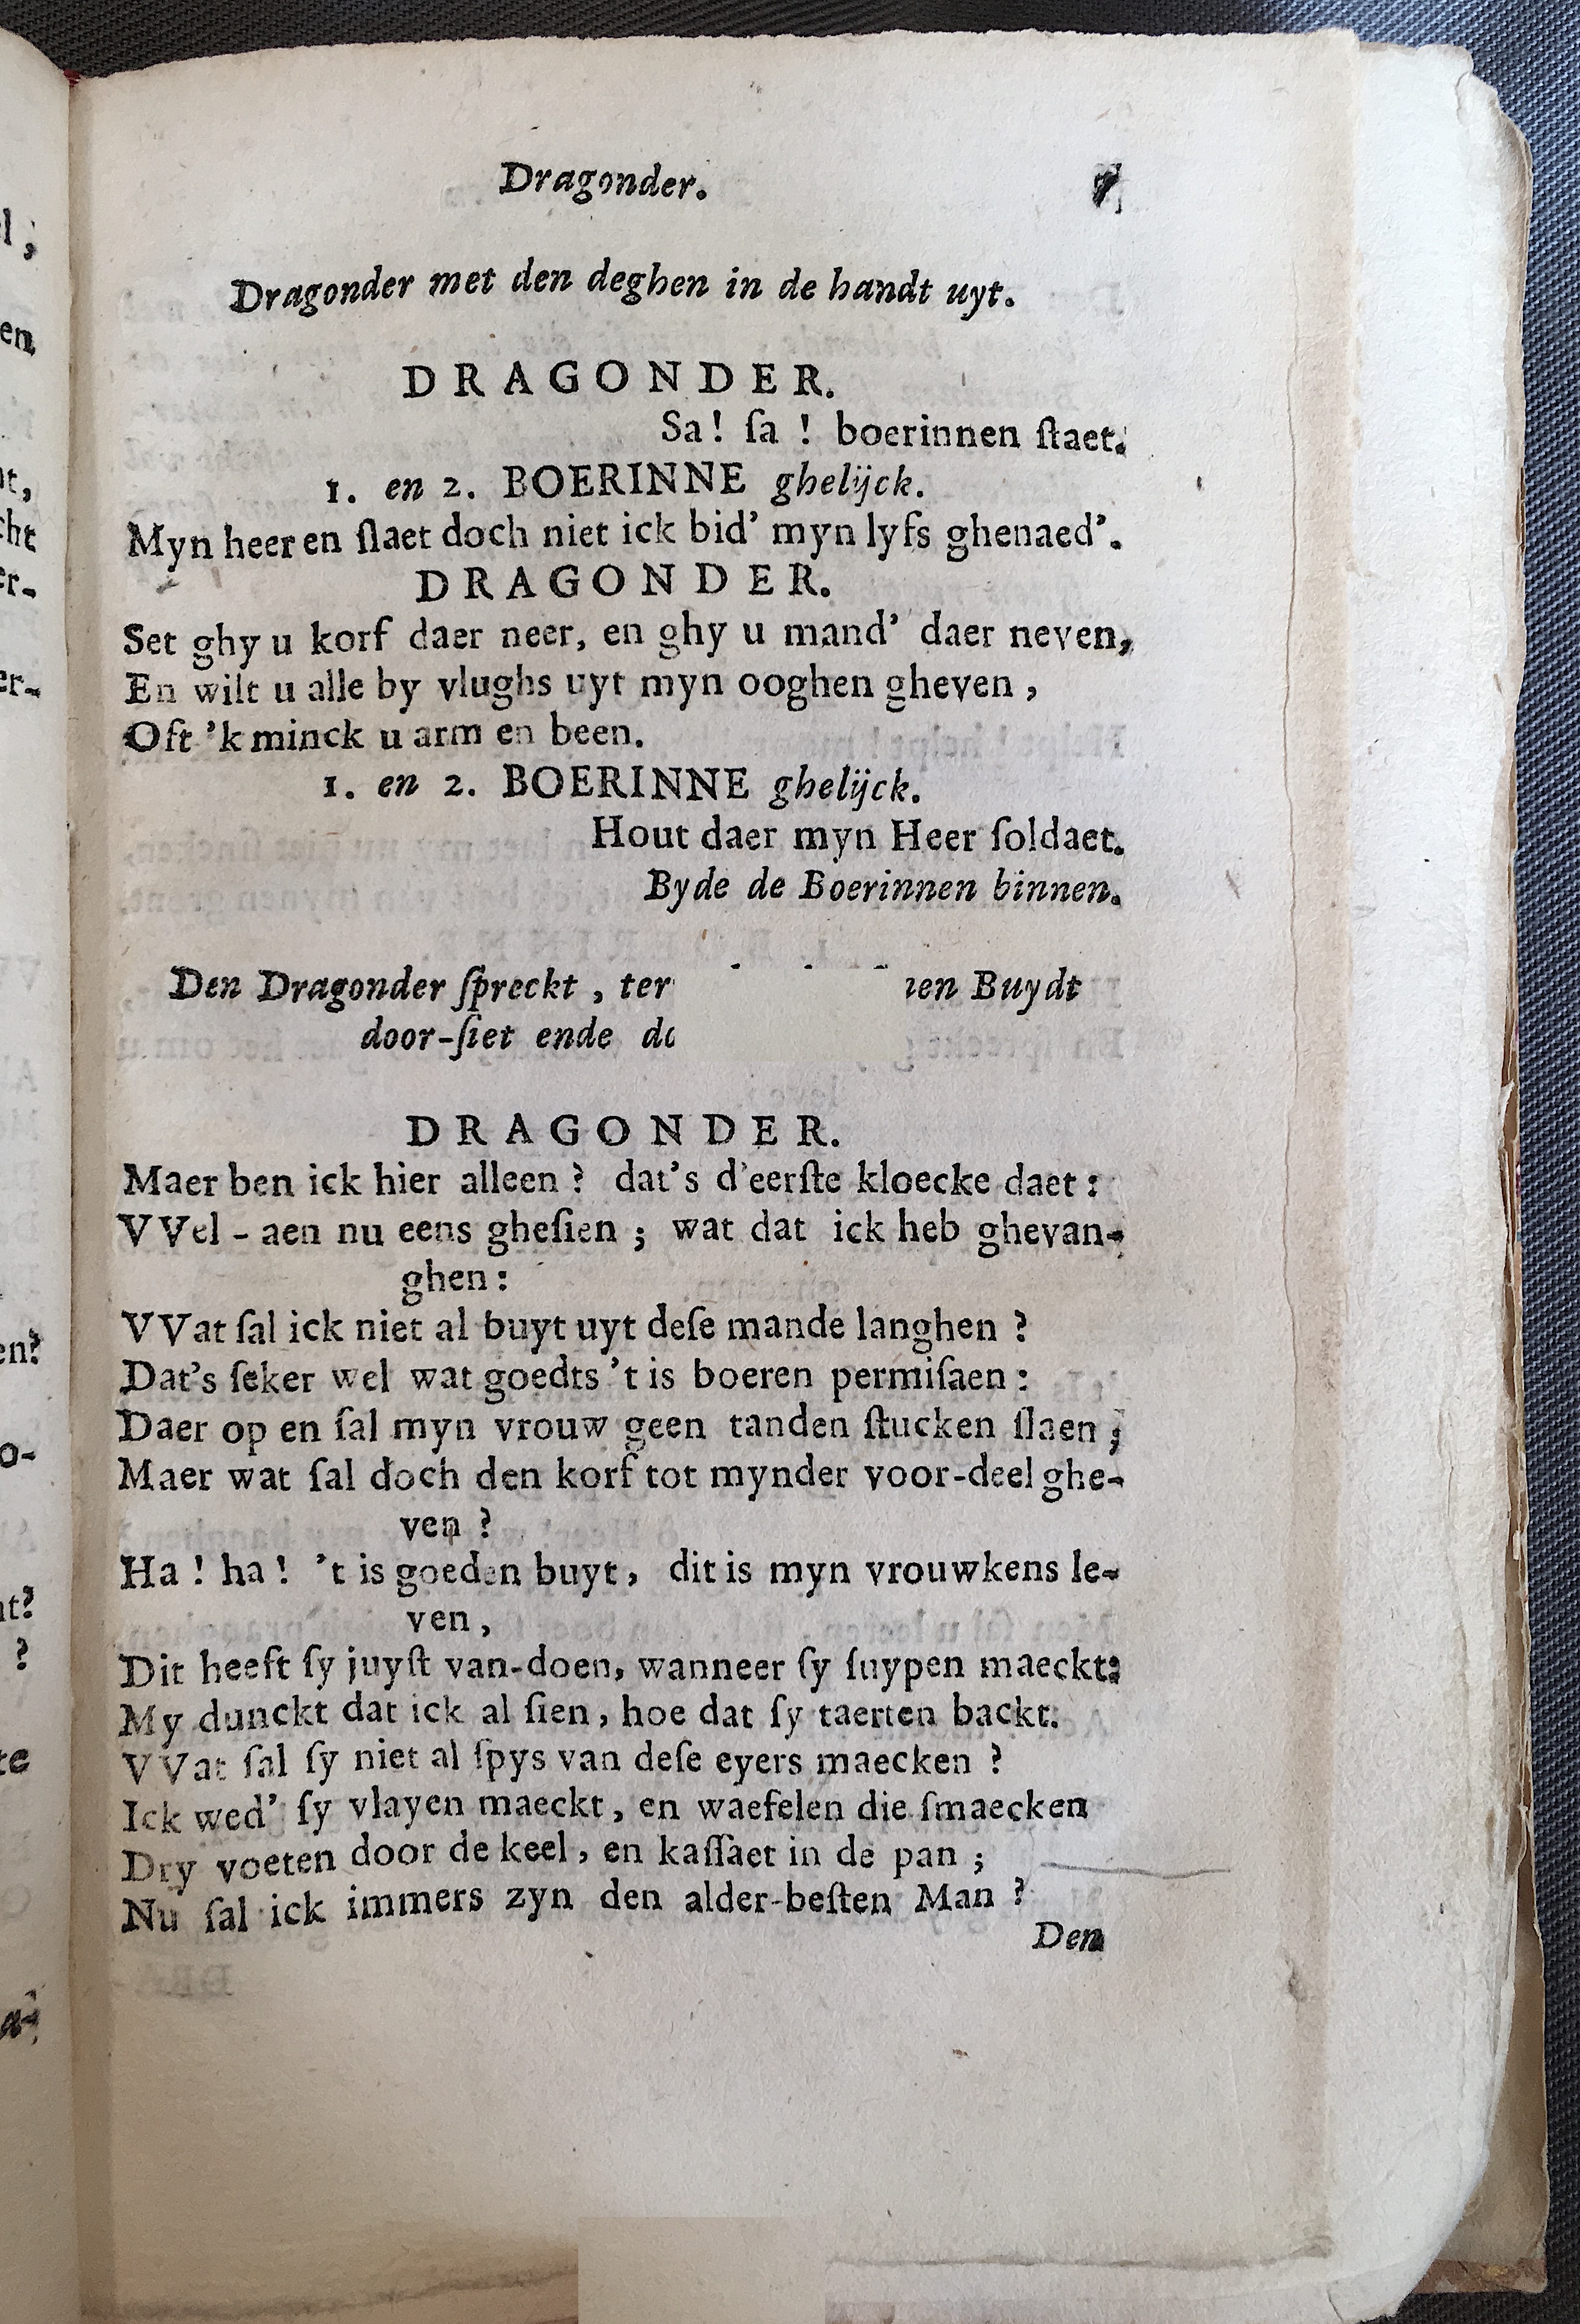 Dragonder. 7
Dragonder met den deghen in de handt uyt.
DRAGONDER.
Sa! ſa ! boerinnen ſtaet.
1. en 2. BOERINNE ghelijck.
Myn heeren ſlaet doch niet ick bid' myn lyfs ghenaed'.
DRAGONDER.
Set ghy u korf daer neer, en ghy u mand' daer neven,
En wilt u alle by vlughs uyt myn ooghen gheven ,
Oft 'k minck u arm en been.
1. en 2. BOERINNE ghelijck.
Hout daer myn Heer ſoldaet.
Byde de Boerinnen binnen.
Den Dragonder ſpreckt , Buydt
door-ſiet ende
DRAGONDER.
Maer ben ick hier alleen ? dat's d'eerſte kloecke daet :
VVel - aen nu eens gheſien ; wat dat ick heb ghevan-
ghen :
VVat ſal ick niet al buyt uyt deſe mande langhen ?
Dat's ſeker wel wat goedts 't is boeren permiſaen :
Daer op en ſal myn vrouw geen tanden ſtucken ſlaen ;
Maer wat ſal doch den korf tot mynder voor-deel ghe-
ven ?
Ha ! ha ! 't is goeden buyt, dit is myn vrouwkens le-
ven ,
Dit heeft ſy juyſt van-doen, wanneer ſy ſuypen maeckt:
My dunckt dat ick al ſien , hoe dat ſy taerten backt.
VVat ſal ſy niet al ſpys van deſe eyers maecken ?
Ick wed' ſy vlayen maeckt , en waefelen die ſmaecken
Dry voeten door de keel , en kaſſaet in de pan ;
Nu ſal ick immers zyn den alder-beſten Man ?
Den
l ;
en
t,
cht
er-
er-
en?
o-
nt?
?
te
a-